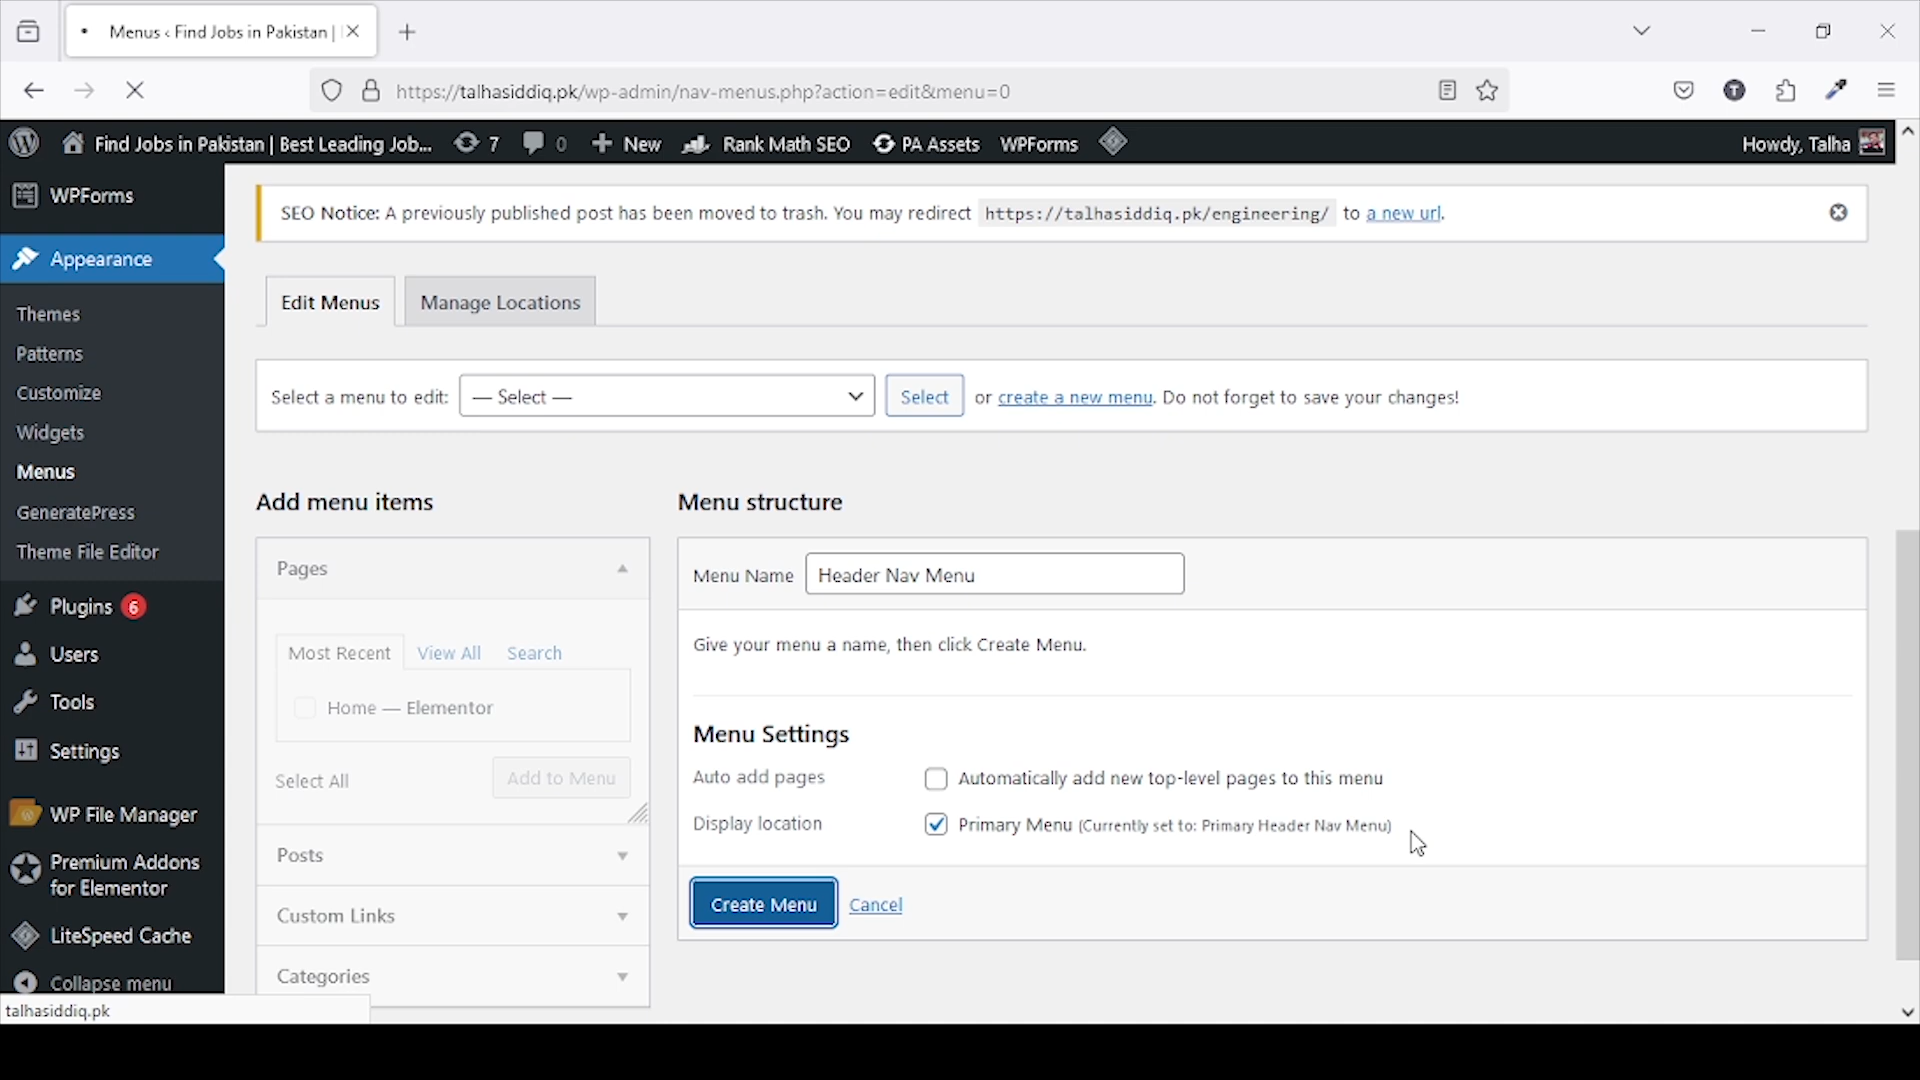 Menus ‹ Find Jobs in Pakistan |
https://talhasiddiq.pk/wp-admin/nav-menus.php?action=edit&menu=0
T
Find Jobs in Pakistan | Best Leading Job... 7 0 New Rank Math SEO PA Assets WPForms Howdy, Talha
WPForms
Appearance
Themes
Patterns
Customize
Widgets
Menus
GeneratePress
Theme File Editor
Plugins 6
Users
Tools
Settings
WP File Manager
Premium Addons
for Elementor
LiteSpeed Cache
Collapse menu
talhasiddiq.pk
SEO Notice: A previously published post has been moved to trash. You may redirect https://talhasiddiq.pk/engineering/ to a new url.
Edit Menus Manage Locations
Select a menu to edit: — Select — Select or create a new menu. Do not forget to save your changes!
Add menu items
Pages
Most Recent View All Search
Home — Elementor
Select All Add to Menu
Posts
Custom Links
Categories
Menu structure
Menu Name Header Nav Menu
Give your menu a name, then click Create Menu.
Menu Settings
Auto add pages Automatically add new top-level pages to this menu
Display location Primary Menu (Currently set to: Primary Header Nav Menu)
Create Menu Cancel